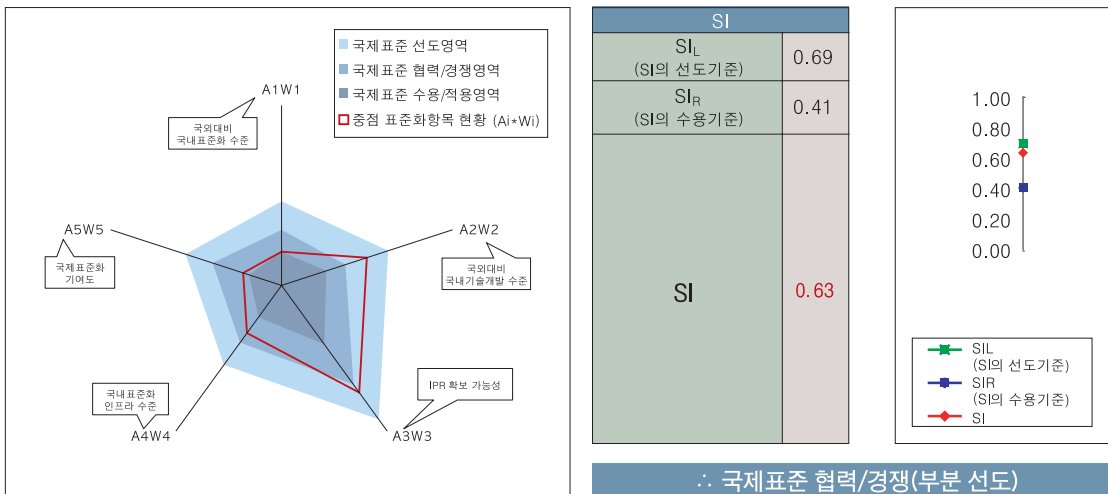 국제표준 선도영역
국제표준 협력/경쟁영역
국제표준 수용/적용영역
중점 표준화항목 현황 (Ai*Wi)
A1W1
국외대비
국내표준화 수준
A2W2
국외대비
국내기술개발 수준
A5W5
국제표준화
기여도
국내표준화
인프라 수준
A4W4
IPR 확보 가능성
A3W3
SI
SIL
(SI의 선도기준)
0.69
SIR
(SI의 수용기준)
0.41
SI
0.63
1.00
0.80
0.60
0.40
0.20
0.00
SIL
(SI의 선도기준)
SIR
(SI의 수용기준)
SI
∴ 국제표준 협력/경쟁(부분 선도)